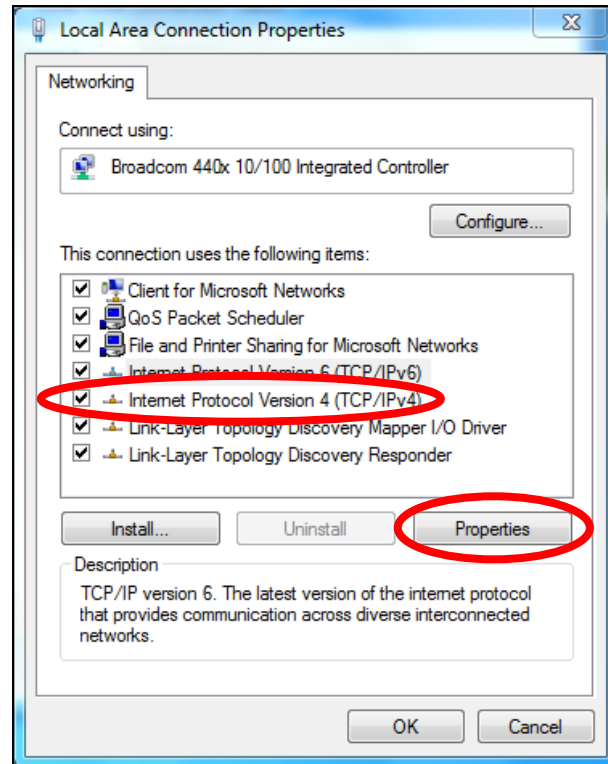 Local Area Connection Properties
Networking
Connect using:
Broadcom 440x 10/100 Integrated Controller
Configure...
This connection uses the following items:
Client for Microsoft Networks
QoS Packet Scheduler
File and Printer Sharing for Microsoft Networks
Internet Protocol Version 6 (TCP/IPv6)
Internet Protocol Version 4 (TCP/IPv4)
Link-Layer Topology Discovery Mapper I/O Driver
Link-Layer Topology Discovery Responder
Install... Uninstall Properties
Description
TCP/IP version 6. The latest version of the internet protocol
that provides communication across diverse interconnected
networks.
OK Cancel